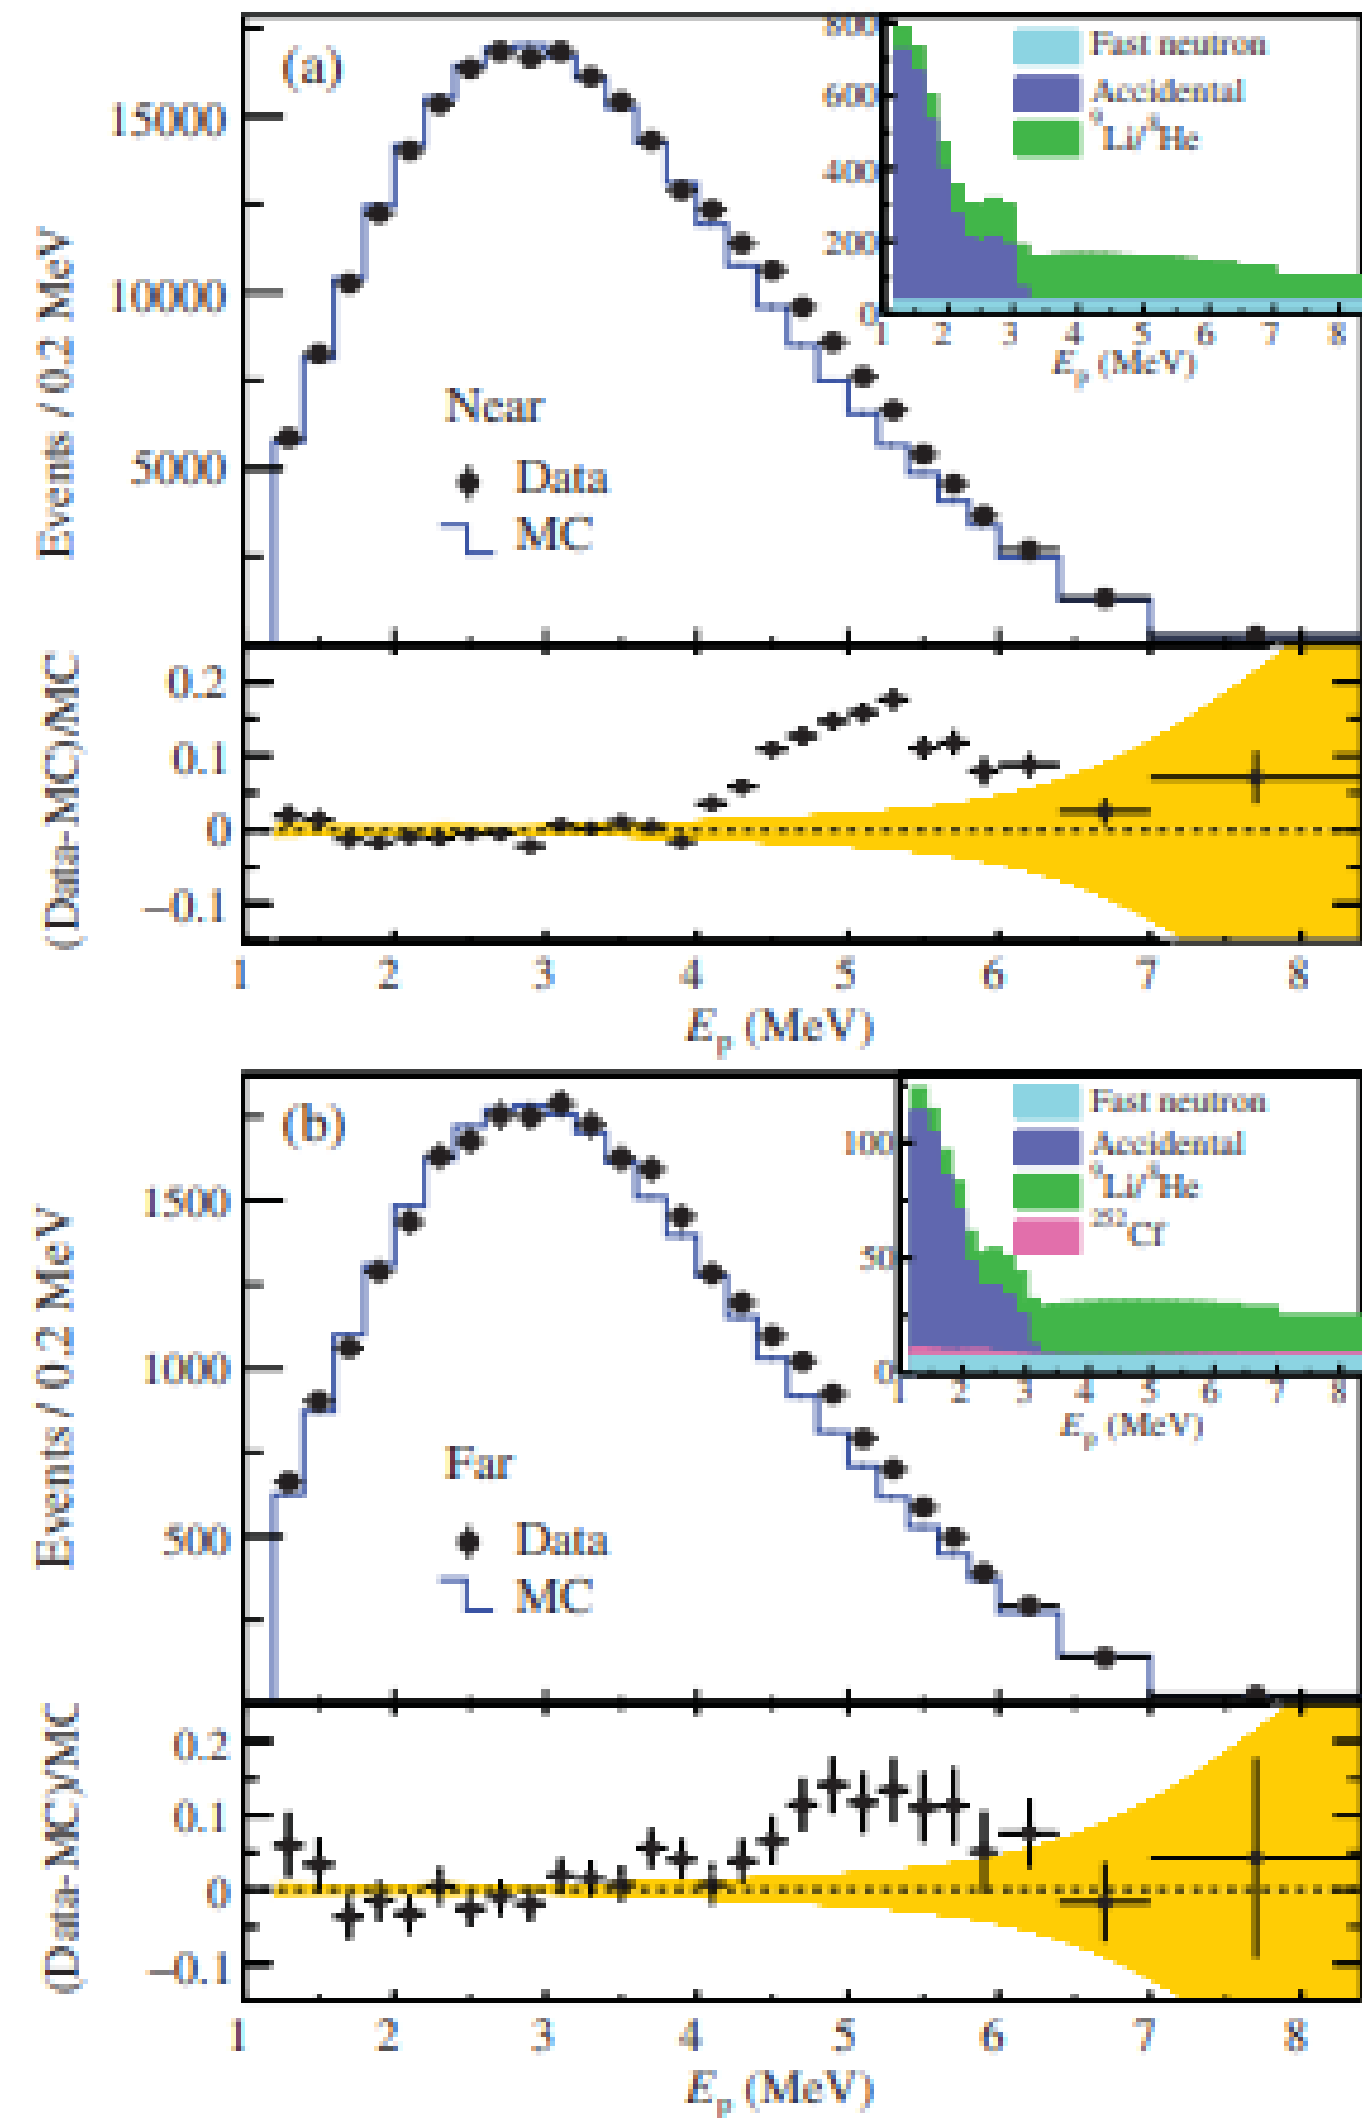 (a)
15000
10000
5000
Events / 0.2 MeV
Near
Data
MC
800
600
400
200
0
Fast neutron
Accidental
⁹Li/⁸He
1 2 3 4 5 6 7 8
Eₚ (MeV)
0.2
0.1
0
−0.1
(Data-MC)/MC
1 2 3 4 5 6 7 8
Eₚ (MeV)
(b)
1500
1000
500
Events / 0.2 MeV
Far
Data
MC
100
50
0
Fast neutron
Accidental
⁹Li/⁸He
²⁵²Cf
1 2 3 4 5 6 7 8
Eₚ (MeV)
0.2
0.1
0
−0.1
(Data-MC)/MC
1 2 3 4 5 6 7 8
Eₚ (MeV)